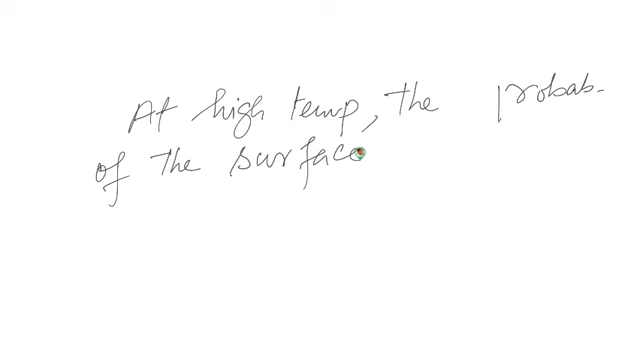 At high temp, the probab-
of the surface